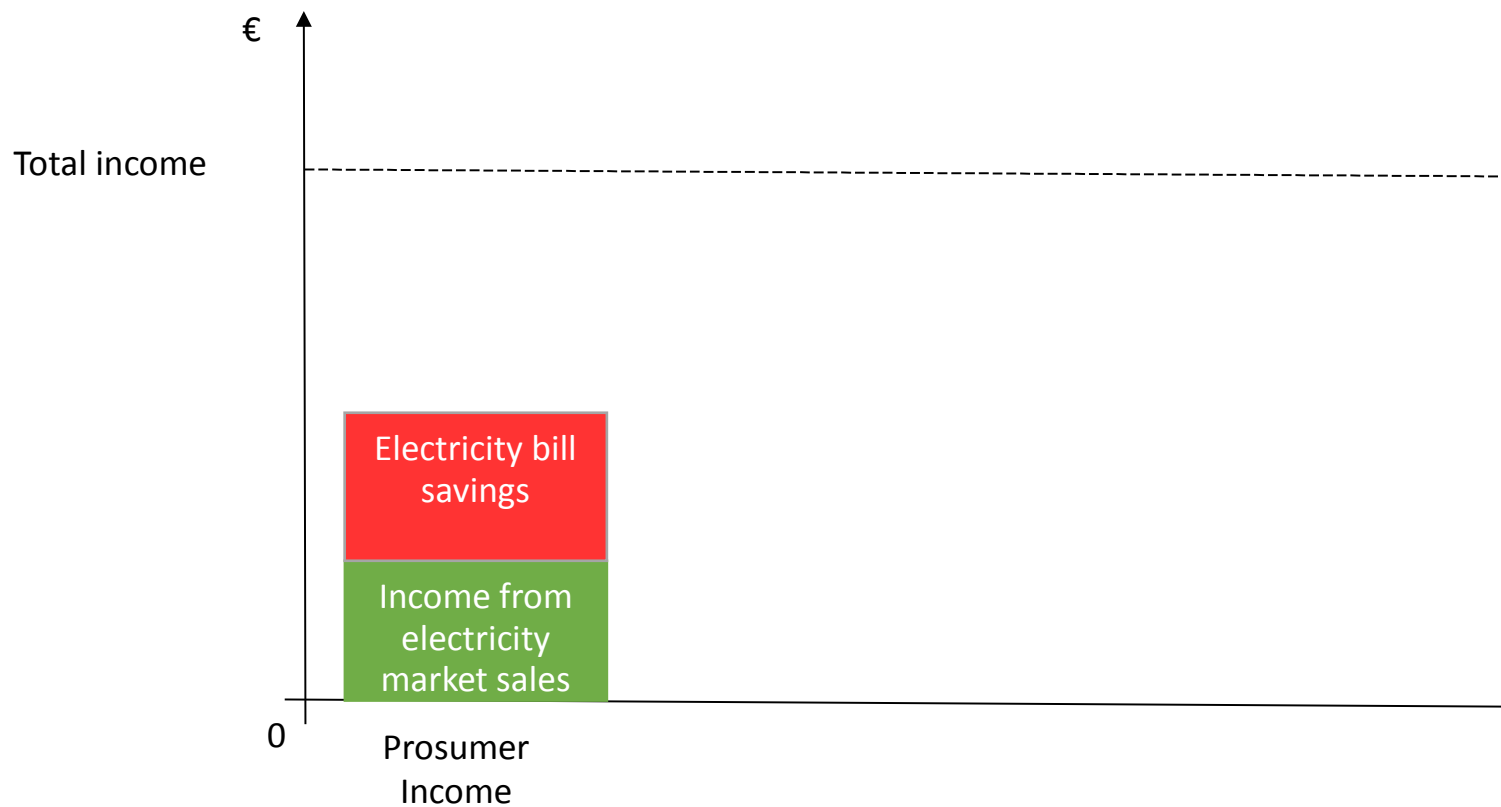 €
Total income
Electricity bill
savings
Income from
electricity
market sales
0
Prosumer
Income